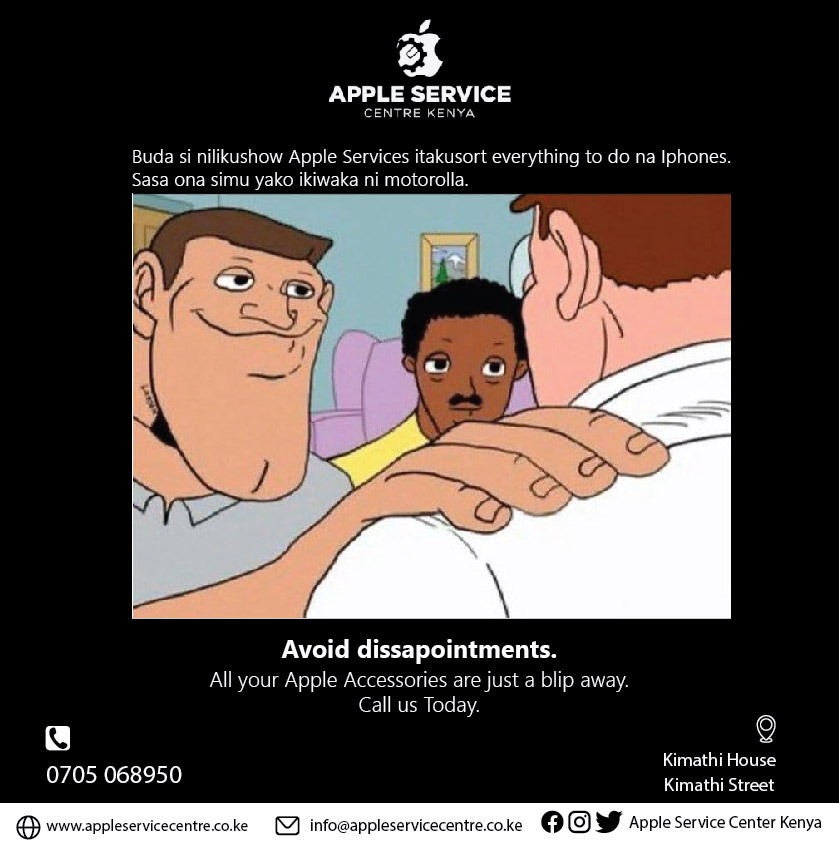 APPLE SERVICE
CENTRE KENYA
Buda si nilikushow Apple Services itakusort everything to do na Iphones.
Sasa ona simu yako ikiwaka ni motorolla.
Avoid dissapointments.
All your Apple Accessories are just a blip away.
Call us Today.
0705 068950
Kimathi House
Kimathi Street
www.appleservicecentre.co.ke
info@appleservicecentre.co.ke
Apple Service Center Kenya